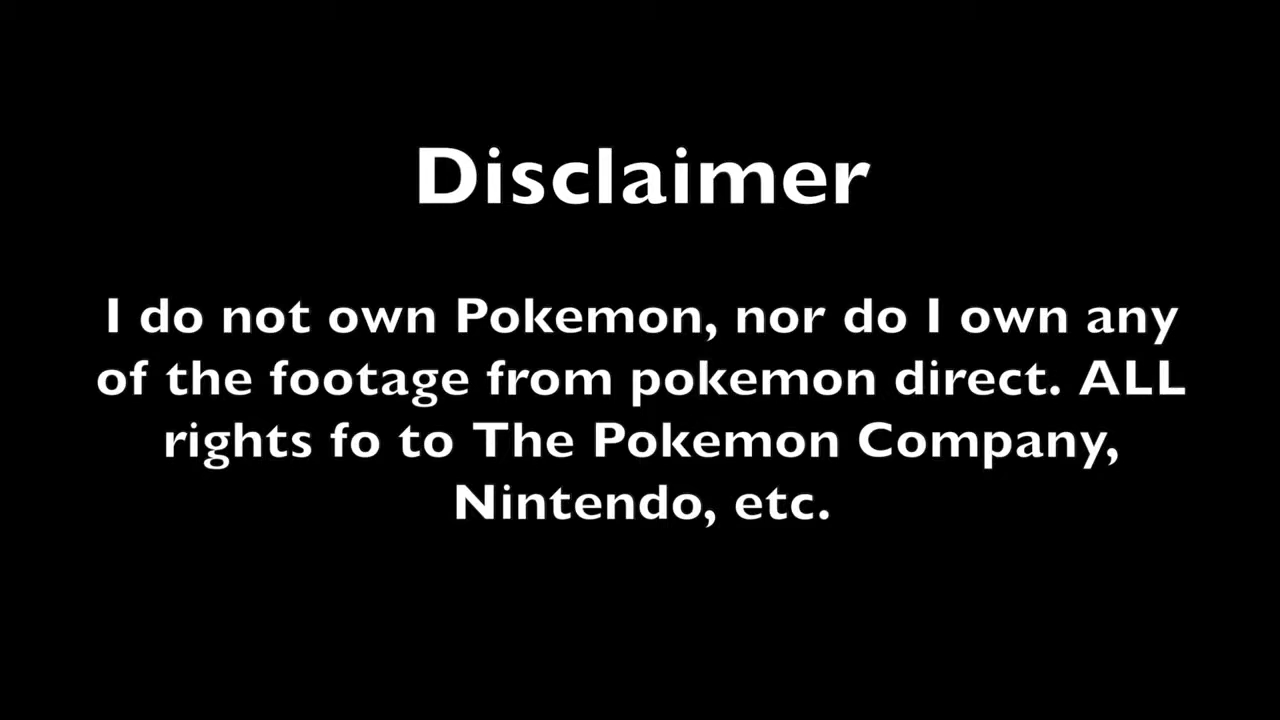 Disclaimer
I do not own Pokemon, nor do I own any
of the footage from pokemon direct. ALL
rights fo to The Pokemon Company,
Nintendo, etc.